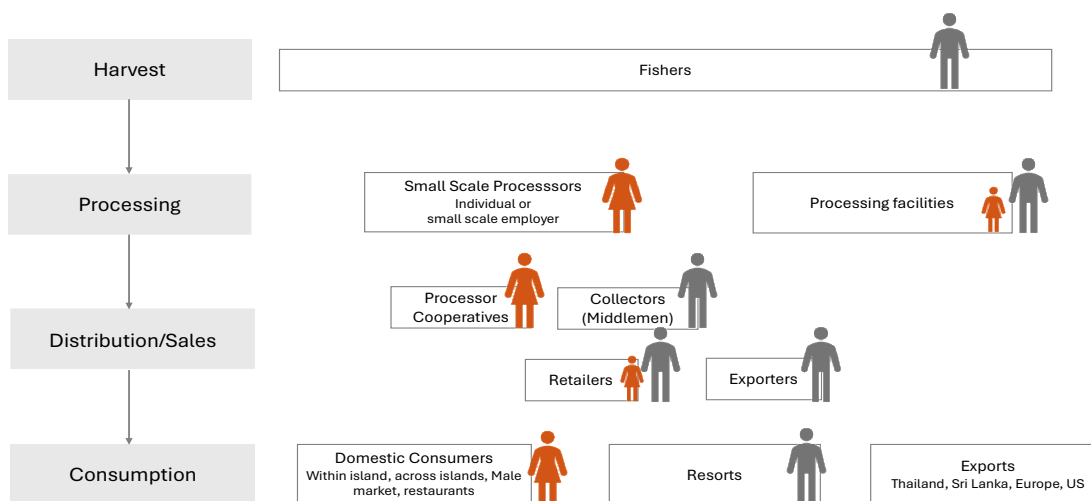 Harvest
Fishers
Processing
Small Scale Processsors
Individual or
small scale employer
Processing facilities
Distribution/Sales
Processor
Cooperatives
Collectors
(Middlemen)
Retailers
Exporters
Consumption
Domestic Consumers
Within island, across islands, Male
market, restaurants
Resorts
Exports
Thailand, Sri Lanka, Europe, US